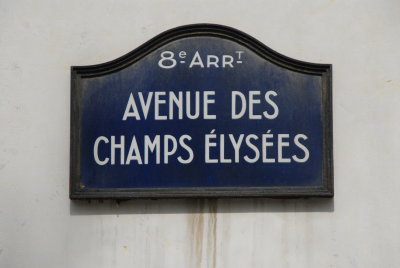 8e Arrt
AVENUE DES
CHAMPS ÉLYSÉES